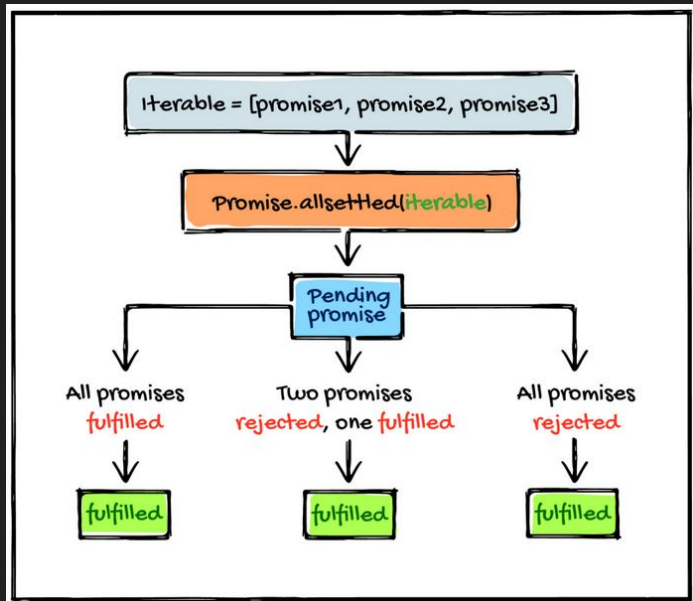 Iterable = [promise1, promise2, promise3]
Promise.allsettled(iterable)
Pending
promise
All promises
fulfilled
Two promises
rejected, one fulfilled
All promises
rejected
fulfilled
fulfilled
fulfilled